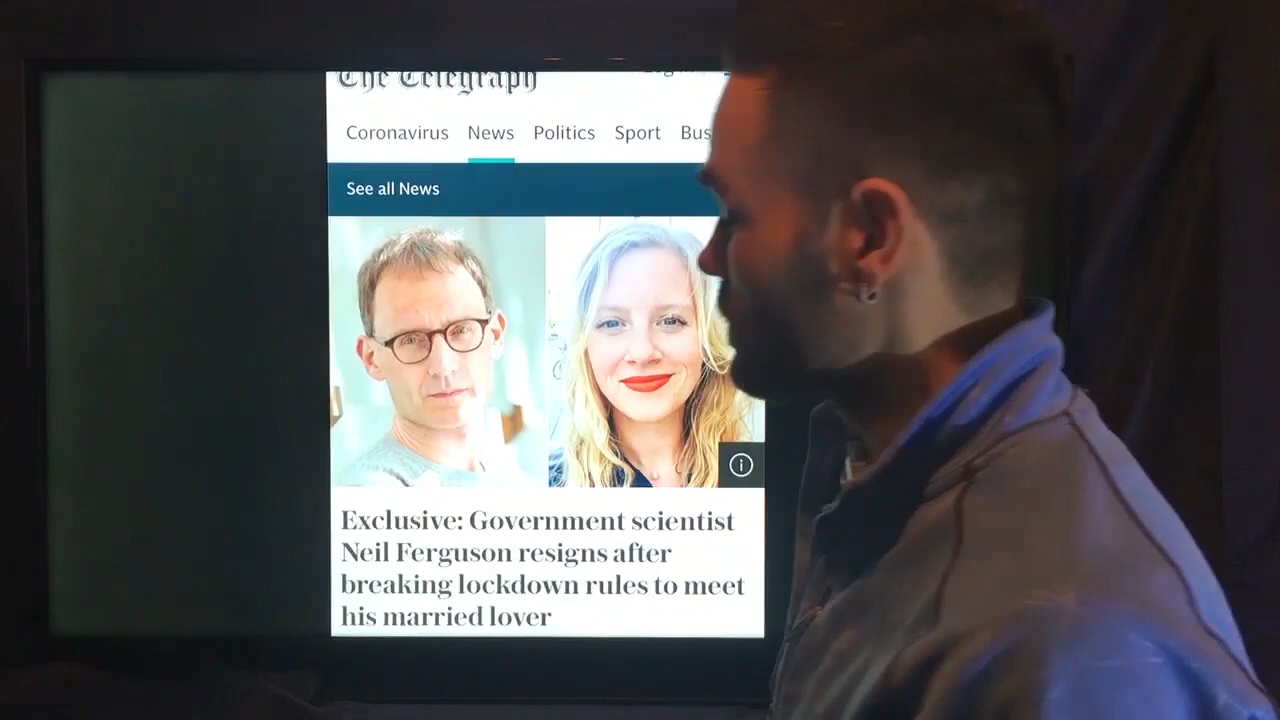 The Telegraph
Coronavirus News Politics Sport Bus
See all News
Exclusive: Government scientist
Neil Ferguson resigns after
breaking lockdown rules to meet
his married lover